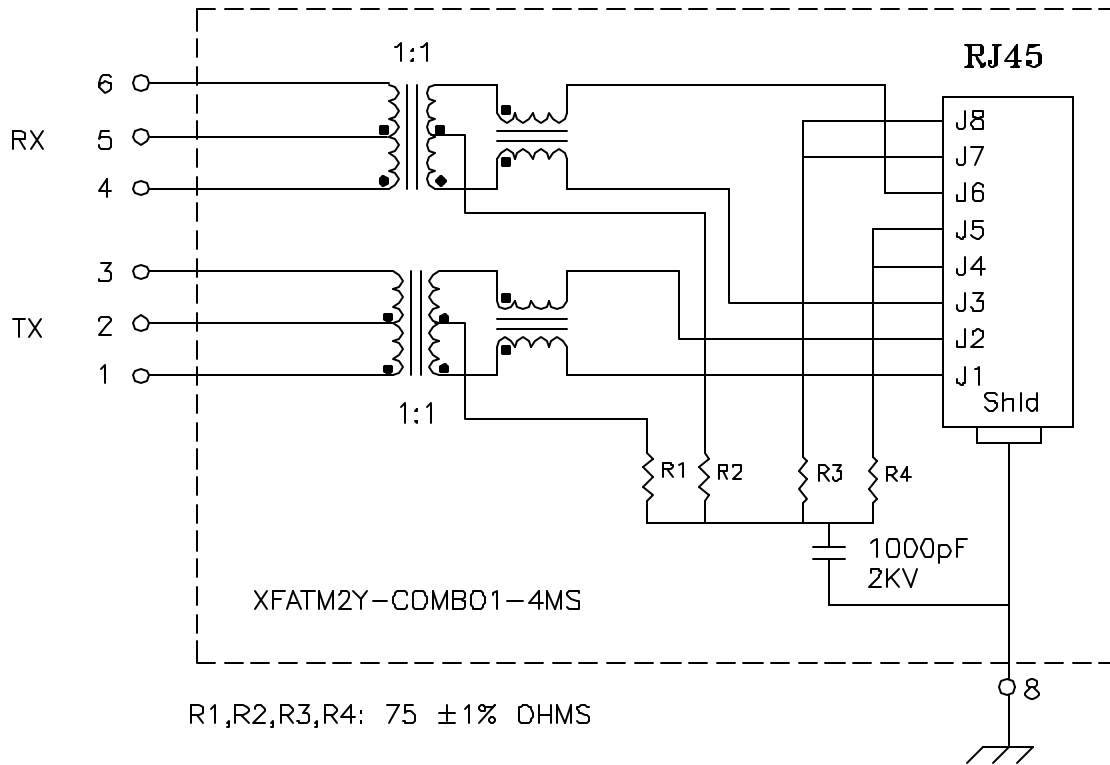 1:1
RJ45
6
RX
5
4
J8
J7
J6
J5
J4
J3
J2
J1
Shld
3
TX
2
1
1:1
R1
R2
R3
R4
1000pF
2KV
XFATM2Y-COMBO1-4MS
8
R1,R2,R3,R4: 75 ±1% OHMS